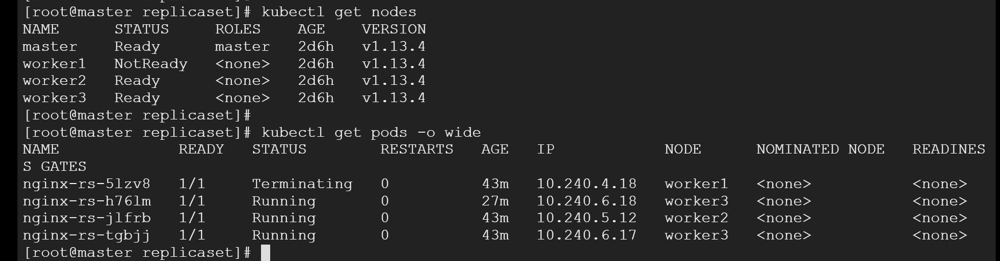 [root@master replicaset]# kubectl get nodes
NAME      STATUS     ROLES    AGE    VERSION
master    Ready      master   2d6h   v1.13.4
worker1   NotReady   <none>   2d6h   v1.13.4
worker2   Ready      <none>   2d6h   v1.13.4
worker3   Ready      <none>   2d6h   v1.13.4
[root@master replicaset]#
[root@master replicaset]# kubectl get pods -o wide
NAME             READY   STATUS        RESTARTS   AGE   IP            NODE      NOMINATED NODE   READINES
S GATES
nginx-rs-5lzv8   1/1     Terminating   0          43m   10.240.4.18   worker1   <none>           <none>
nginx-rs-h76lm   1/1     Running       0          27m   10.240.6.18   worker3   <none>           <none>
nginx-rs-jlfrb   1/1     Running       0          43m   10.240.5.12   worker2   <none>           <none>
nginx-rs-tgbjj   1/1     Running       0          43m   10.240.6.17   worker3   <none>           <none>
[root@master replicaset]#